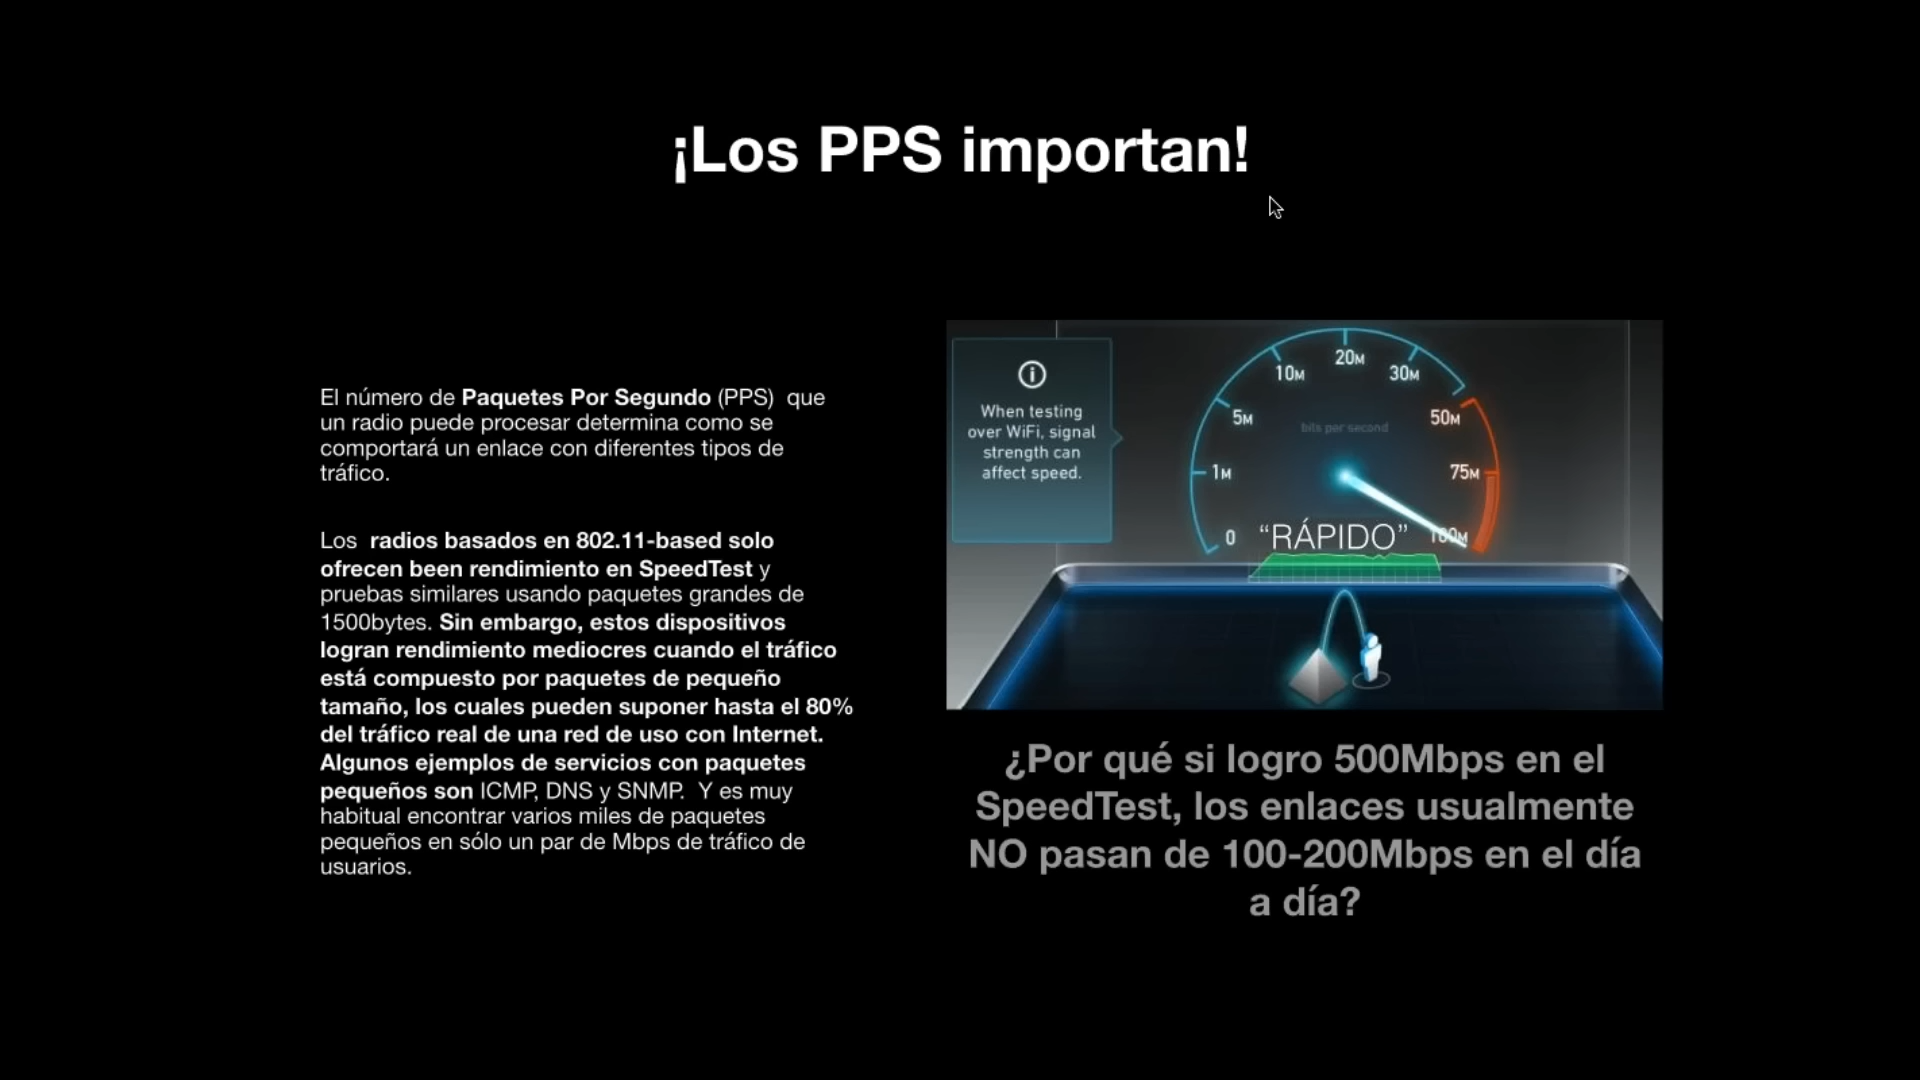 ¡Los PPS importan!
El número de Paquetes Por Segundo (PPS)  que
un radio puede procesar determina como se
comportará un enlace con diferentes tipos de
tráfico.
Los  radios basados en 802.11-based solo
ofrecen been rendimiento en SpeedTest y
pruebas similares usando paquetes grandes de
1500bytes. Sin embargo, estos dispositivos
logran rendimiento mediocres cuando el tráfico
está compuesto por paquetes de pequeño
tamaño, los cuales pueden suponer hasta el 80%
del tráfico real de una red de uso con Internet.
Algunos ejemplos de servicios con paquetes
pequeños son ICMP, DNS y SNMP.  Y es muy
habitual encontrar varios miles de paquetes
pequeños en sólo un par de Mbps de tráfico de
usuarios.
When testing
over WiFi, signal
strength can
affect speed.
20M
10M 30M
5M 50M
bits per second
1M 75M
0 "RÁPIDO" 100M
¿Por qué si logro 500Mbps en el
SpeedTest, los enlaces usualmente
NO pasan de 100-200Mbps en el día
a día?